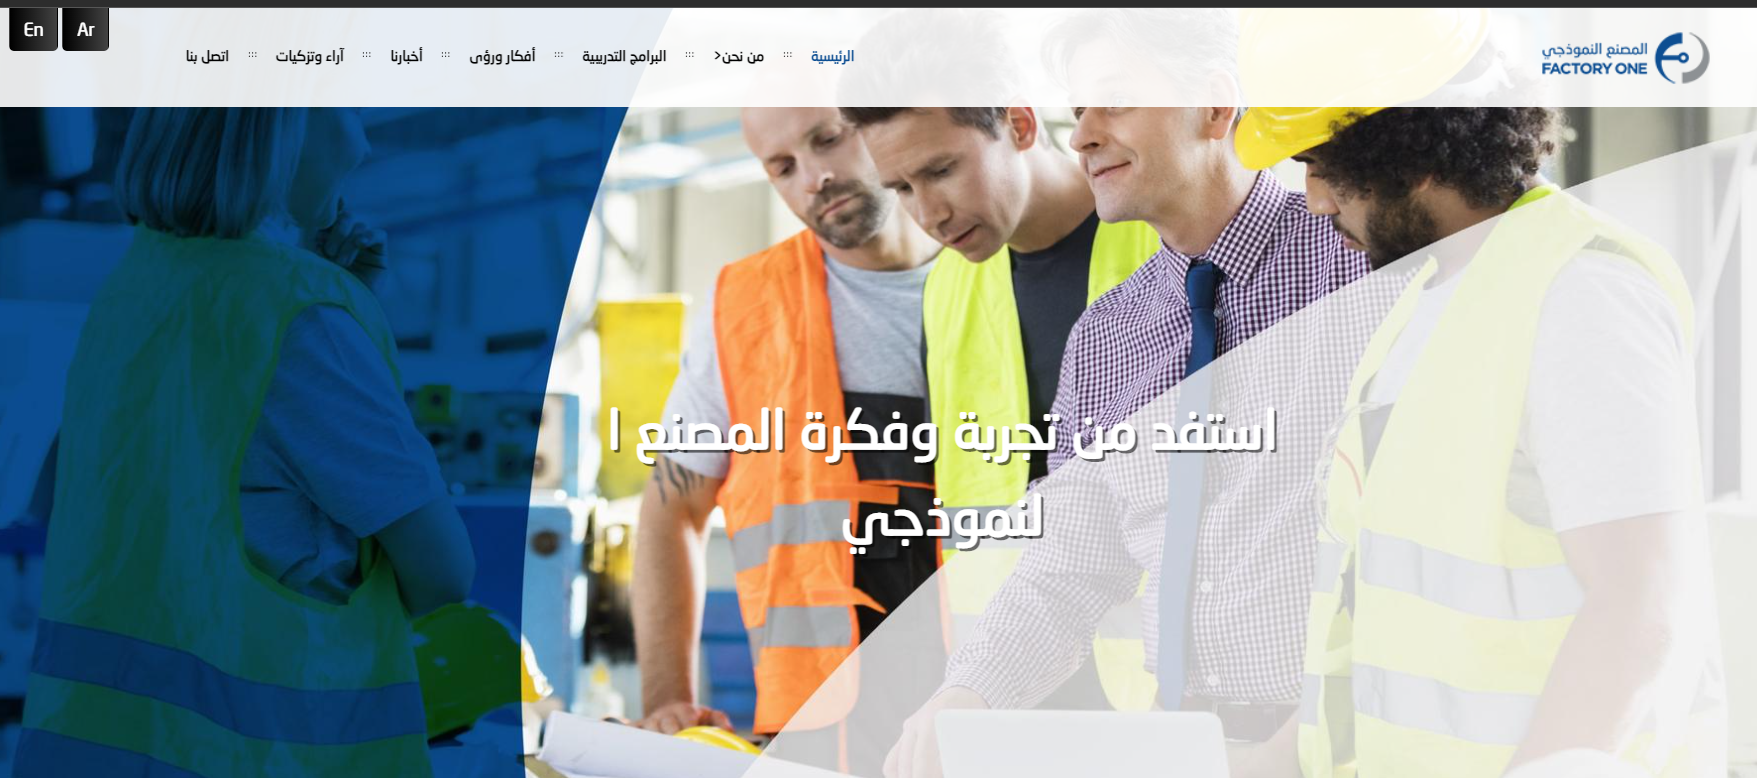 المصنع النموذجي
FACTORY ONE
الرئيسية ::: من نحن> ::: البرامج التدريبية ::: أفكار ورؤى ::: أخبارنا ::: آراء وتزكيات ::: اتصل بنا
En Ar
استفد من تجربة وفكرة المصنع ا
لنموذجي